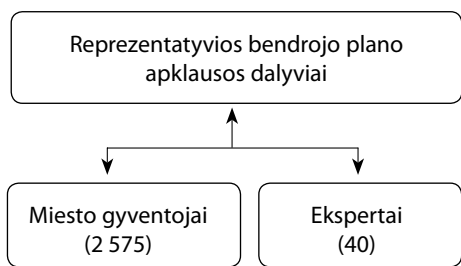 Reprezentatyvios bendrojo plano
apklausos dalyviai
Miesto gyventojai
(2 575)
Ekspertai
(40)